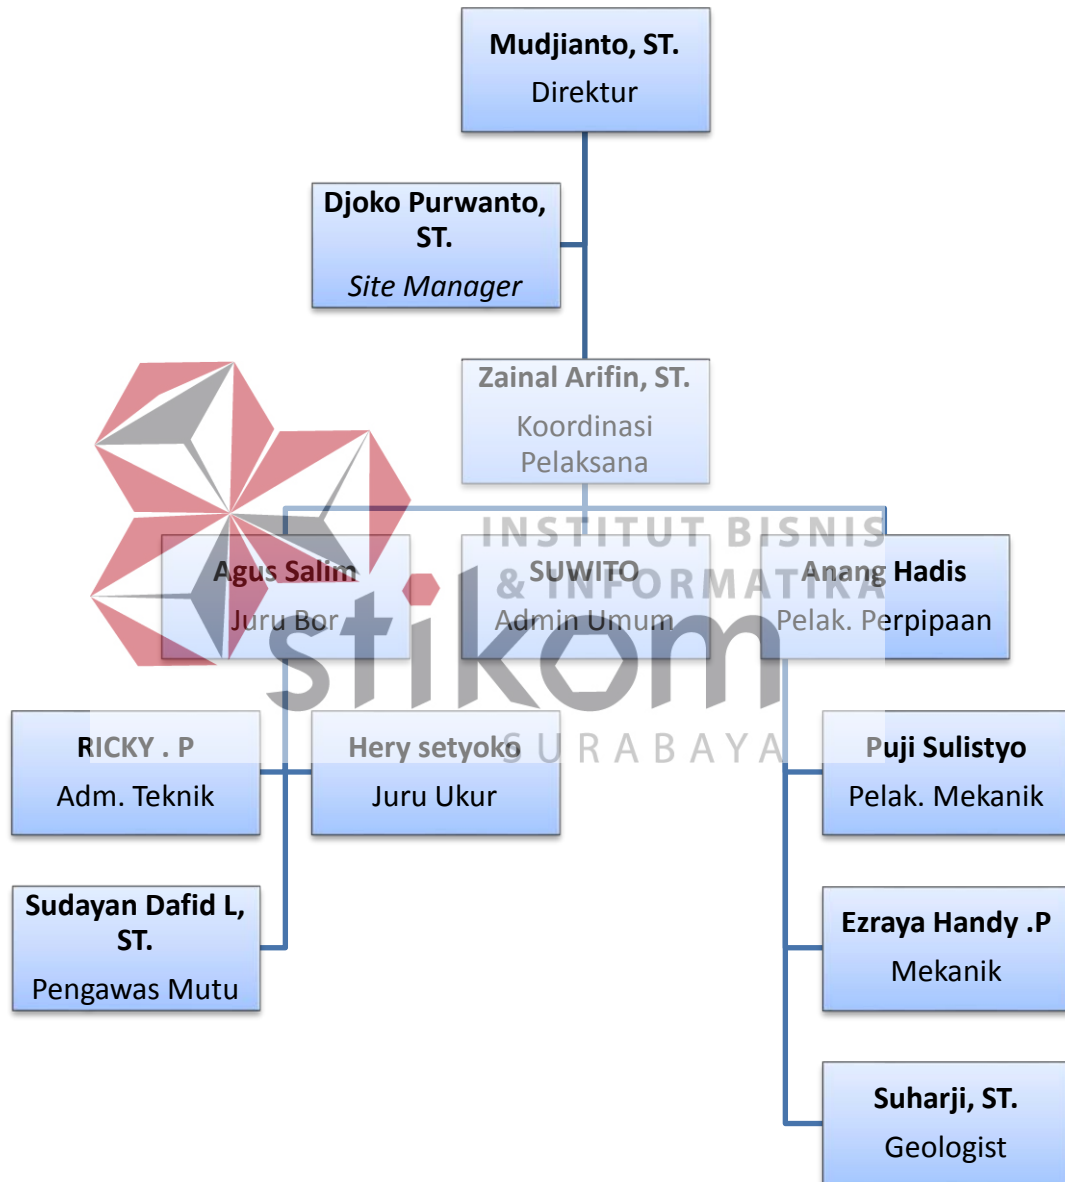 Mudjianto, ST.
Direktur
Djoko Purwanto,
ST.
Site Manager
Zainal Arifin, ST.
Koordinasi
Pelaksana
INSTITUT BISNIS
& INFORMATIKA
stikom
SURABAYA
Agus Salim
Juru Bor
SUWITO
Admin Umum
Anang Hadis
Pelak. Perpipaan
RICKY . P
Adm. Teknik
Hery setyoko
Juru Ukur
Puji Sulistyo
Pelak. Mekanik
Sudayan Dafid L,
ST.
Pengawas Mutu
Ezraya Handy .P
Mekanik
Suharji, ST.
Geologist